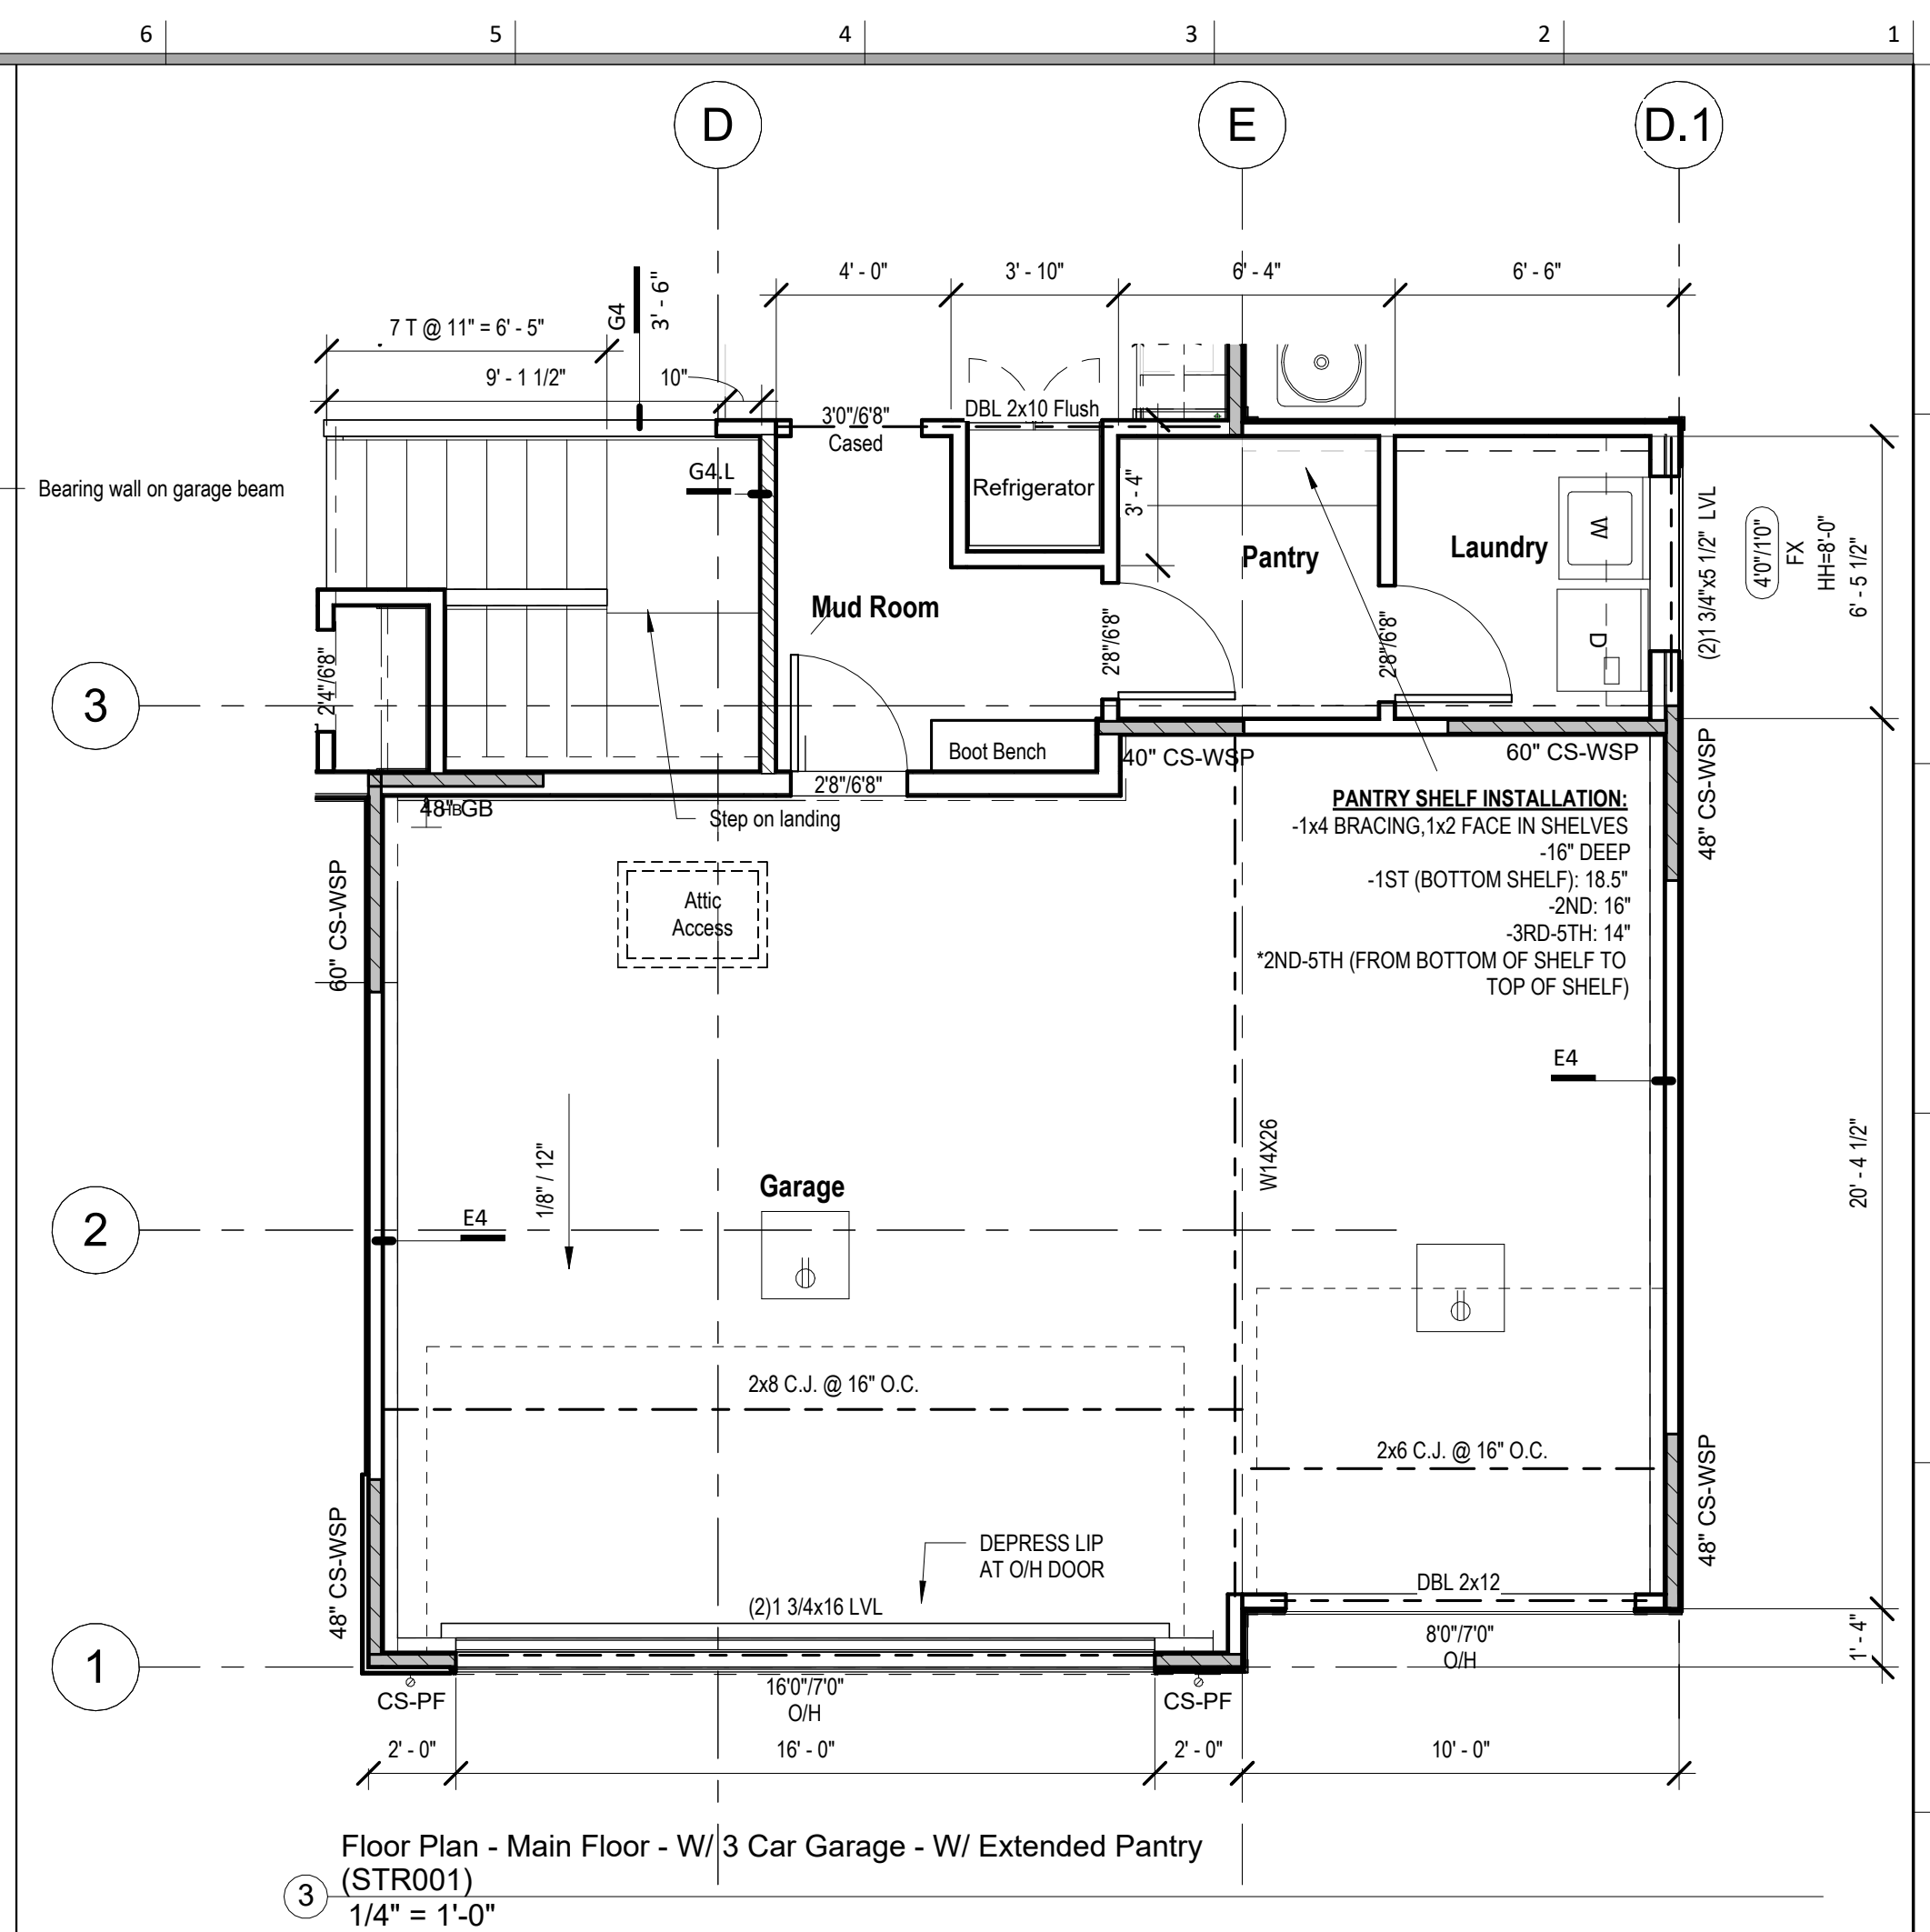 6 5 4 3 2 1
D E D.1
4' - 0" 3' - 10" 6' - 4" 6' - 6"
G4
3' - 6"
7 T @ 11" = 6' - 5"
9' - 1 1/2" 10"
3'0"/6'8"
Cased
DBL 2x10 Flush
Bearing wall on garage beam
G4.L
Refrigerator
3' - 4"
Pantry
Laundry
W
D
(2)1 3/4"x5 1/2" LVL
4'0"/1'0"
FX
HH=8'-0"
6' - 5 1/2"
Mud Room
2'8"/6'8"
2'8"/6'8"
2'4"/6'8"
3
Boot Bench
2'8"/6'8"
40" CS-WSP
60" CS-WSP
48" CS-WSP
48" GB
HB
Step on landing
PANTRY SHELF INSTALLATION:
-1x4 BRACING,1x2 FACE IN SHELVES
-16" DEEP
-1ST (BOTTOM SHELF): 18.5"
-2ND: 16"
-3RD-5TH: 14"
*2ND-5TH (FROM BOTTOM OF SHELF TO
TOP OF SHELF)
60" CS-WSP
Attic
Access
E4
W14X26
20' - 4 1/2"
1/8" / 12"
Garage
2
E4
2x8 C.J. @ 16" O.C.
2x6 C.J. @ 16" O.C.
48" CS-WSP
48" CS-WSP
DEPRESS LIP
AT O/H DOOR
DBL 2x12
(2)1 3/4x16 LVL
8'0"/7'0"
O/H
1' - 4"
1
CS-PF
16'0"/7'0"
O/H
CS-PF
2' - 0" 16' - 0" 2' - 0" 10' - 0"
Floor Plan - Main Floor - W/ 3 Car Garage - W/ Extended Pantry
(STR001)
3
1/4" = 1'-0"